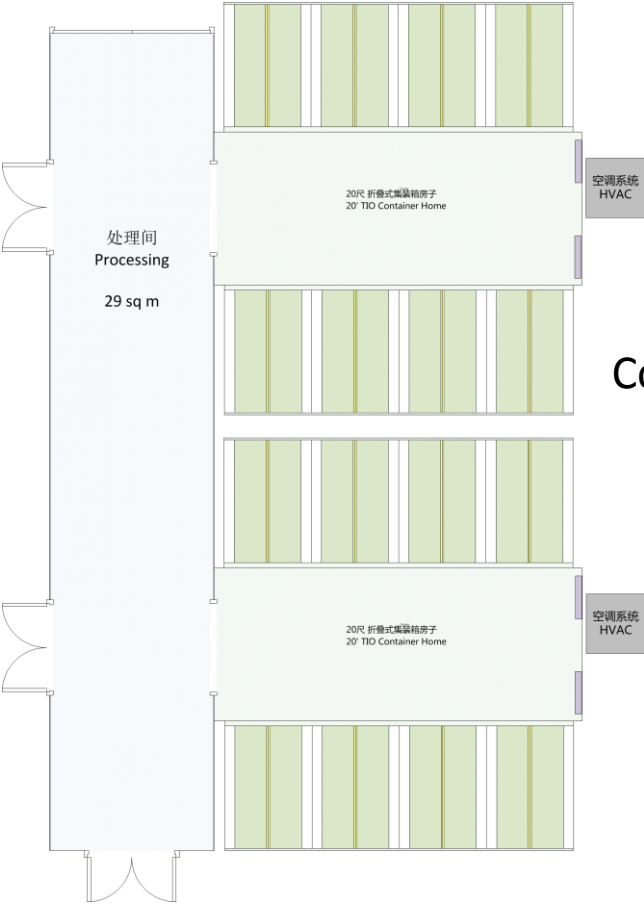 20尺 折叠式集装箱房子
20' TIO Container Home
空调系统
HVAC
处理间
Processing
29 sq m
Co
20尺 折叠式集装箱房子
20' TIO Container Home
空调系统
HVAC